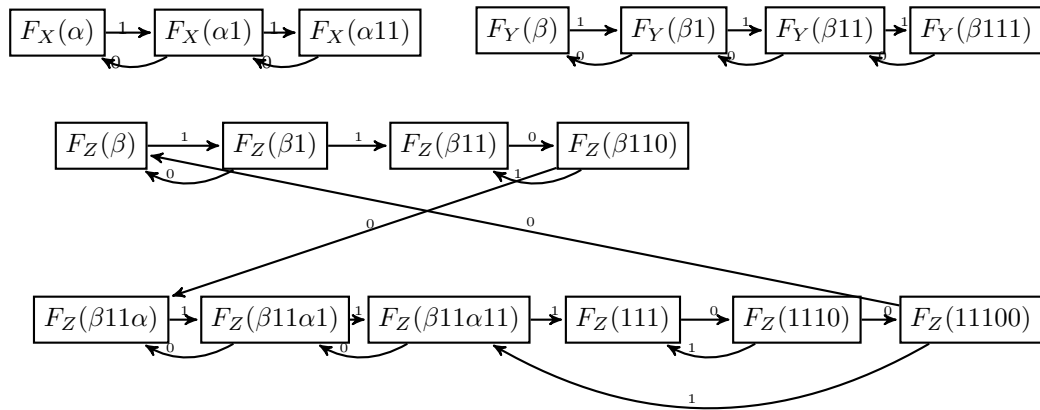 F_X(α) 1 F_X(α1) 1 F_X(α11) F_Y(β) 1 F_Y(β1) 1 F_Y(β11) 1 F_Y(β111)
0 0 0 0 0
F_Z(β) 1 F_Z(β1) 1 F_Z(β11) 0 F_Z(β110)
0 1
0 0
F_Z(β11α) 1 F_Z(β11α1) 1 F_Z(β11α11) 1 F_Z(111) 0 F_Z(1110) 0 F_Z(11100)
0 0 1
1